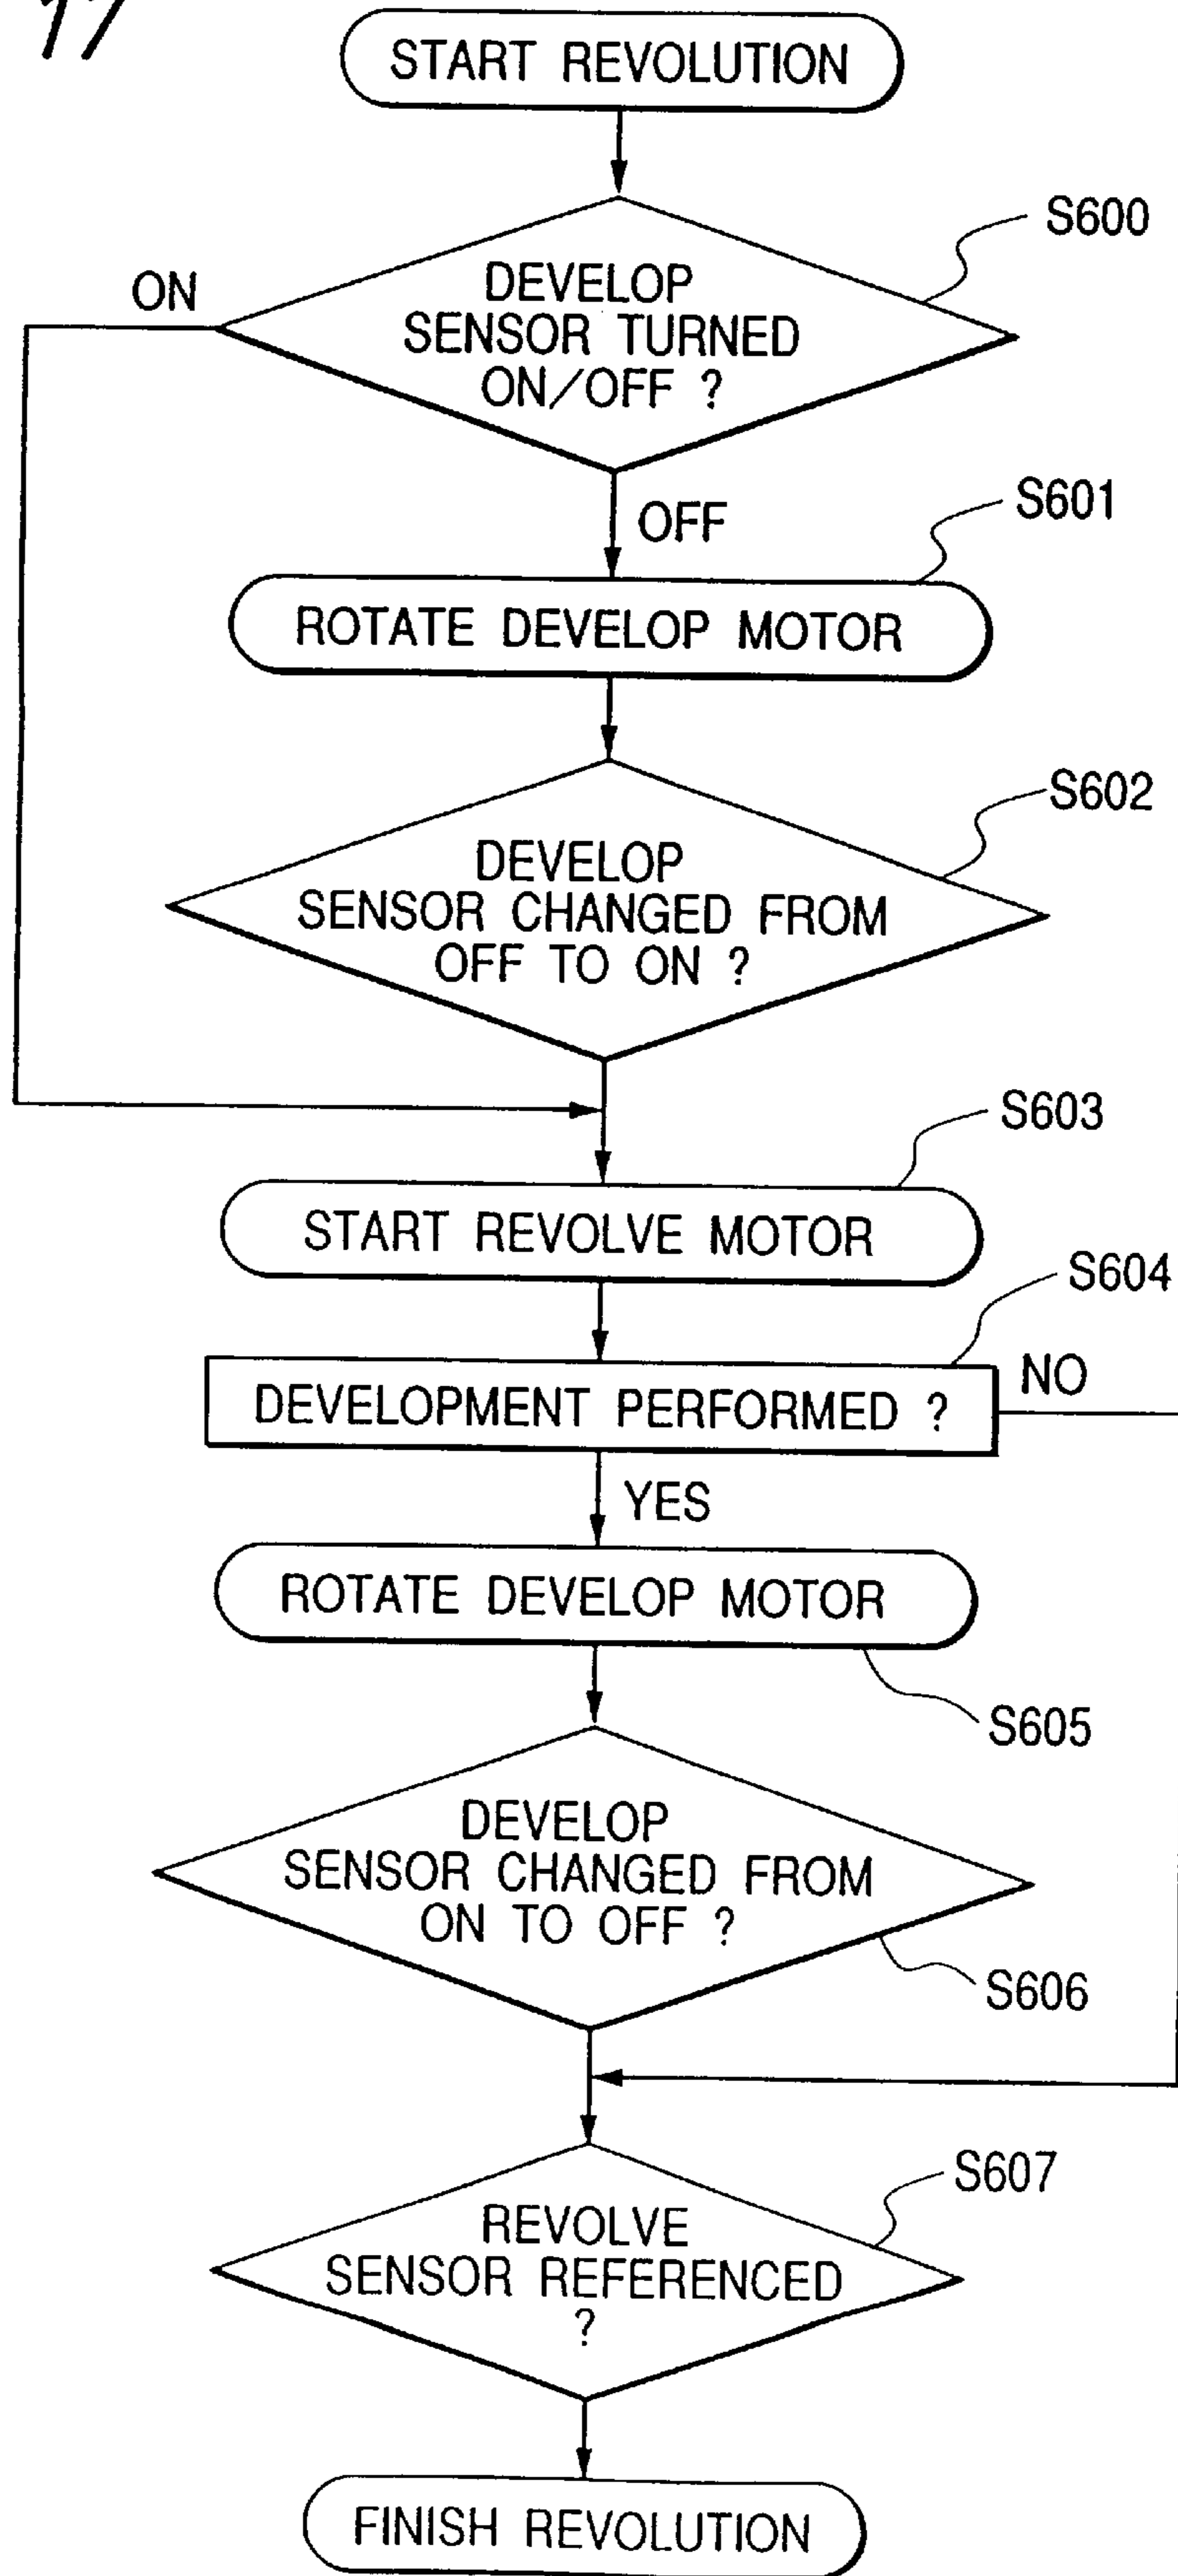 17
START REVOLUTION
S600
ON
DEVELOP
SENSOR TURNED
ON/OFF ?
OFF
S601
ROTATE DEVELOP MOTOR
S602
DEVELOP
SENSOR CHANGED FROM
OFF TO ON ?
S603
START REVOLVE MOTOR
S604
DEVELOPMENT PERFORMED ?
NO
YES
ROTATE DEVELOP MOTOR
S605
DEVELOP
SENSOR CHANGED FROM
ON TO OFF ?
S606
S607
REVOLVE
SENSOR REFERENCED
?
FINISH REVOLUTION